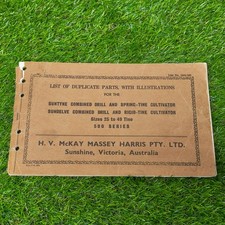 LIST OF DUPLICATE PARTS, WITH ILLUSTRATIONS
FOR THE
SUNTYNE COMBINED DRILL AND SPRING-TINE CULTIVATOR
SUNDELVE COMBINED DRILL AND RIGID-TINE CULTIVATOR
Sizes 25 to 49 Tine
500 SERIES
H. V. McKAY MASSEY HARRIS PTY. LTD.
Sunshine, Victoria, Australia